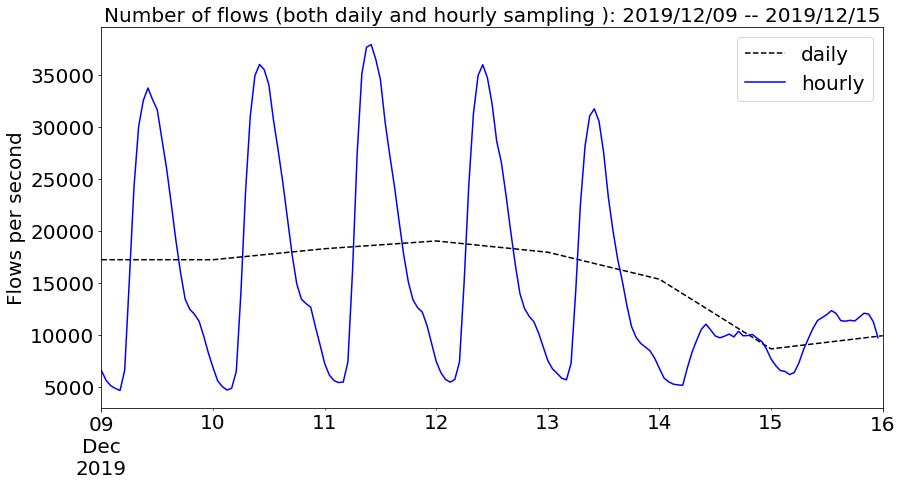 Number of flows (both daily and hourly sampling ): 2019/12/09 -- 2019/12/15
daily
hourly
Flows per second
35000
30000
25000
20000
15000
10000
5000
09 10 11 12 13 14 15 16
Dec
2019